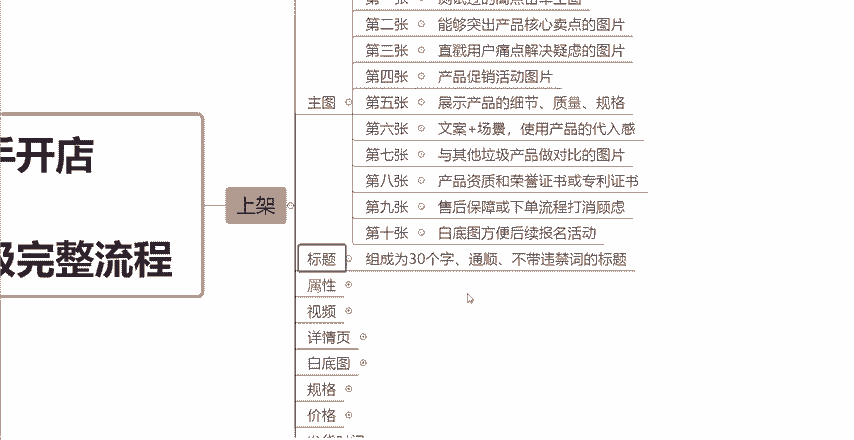 第二张 能够突出产品核心卖点的图片
第三张 直戳用户痛点解决疑虑的图片
第四张 产品促销活动图片
主图 第五张 展示产品的细节、质量、规格
第六张 文案+场景，使用产品的代入感
第七张 与其他垃圾产品做对比的图片
第八张 产品资质和荣誉证书或专利证书
第九张 售后保障或下单流程打消顾虑
第十张 白底图方便后续报名活动
手开店
上架
级完整流程
标题 组成为30个字、通顺、不带违禁词的标题
属性
视频
详情页
白底图
规格
价格